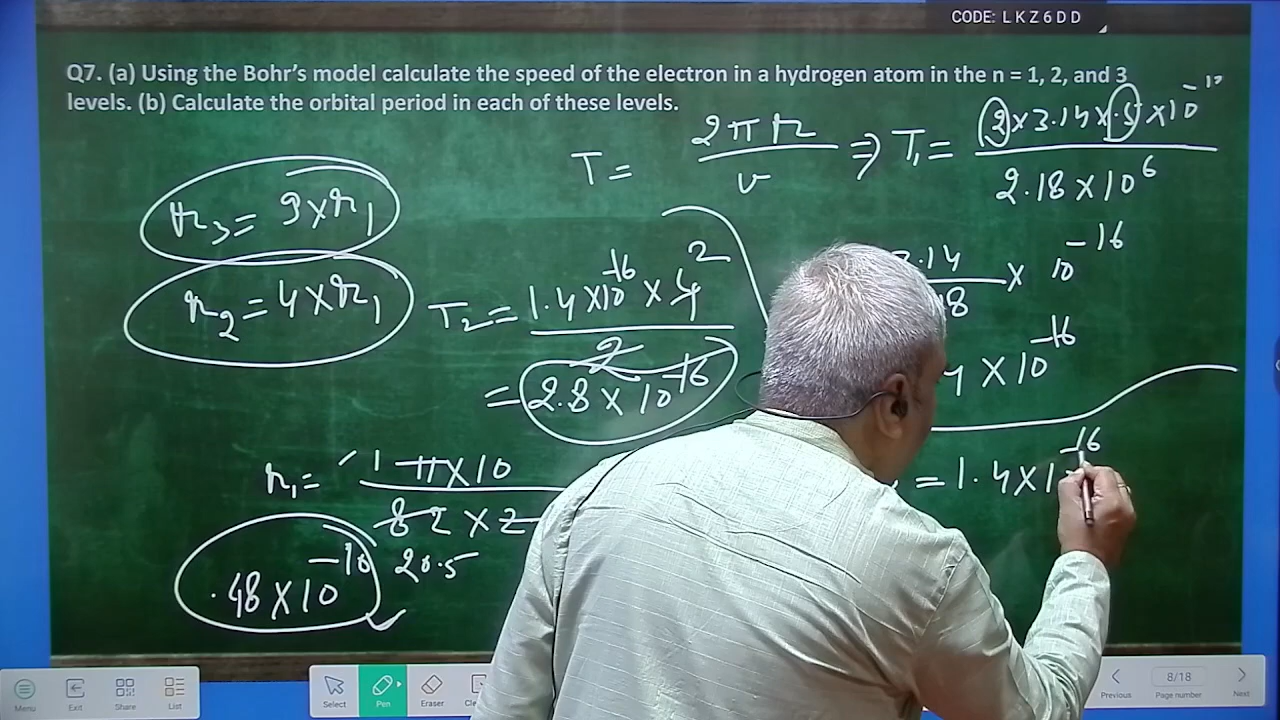 CODE: L K Z 6 D D
Q7. (a) Using the Bohr's model calculate the speed of the electron in a hydrogen atom in the n = 1, 2, and 3
levels. (b) Calculate the orbital period in each of these levels.
T = 2πr / v ⇒ T₁ = 2×3.14×.5×10⁻¹⁰ / 2.18×10⁶
r₃ = 9×r₁
× 10⁻¹⁶
r₂ = 4×r₁
T₂ = 1.4×10⁻¹⁶ × 4² / 2
× 10⁻¹⁶
= 2.8×10⁻¹⁶
= 1.4×1 ⁻¹⁶
r₁ =
.48×10⁻¹⁰
20.5
Menu
Exit
Share
List
Select
Pen
Eraser
Previous
8/18
Page number
Next